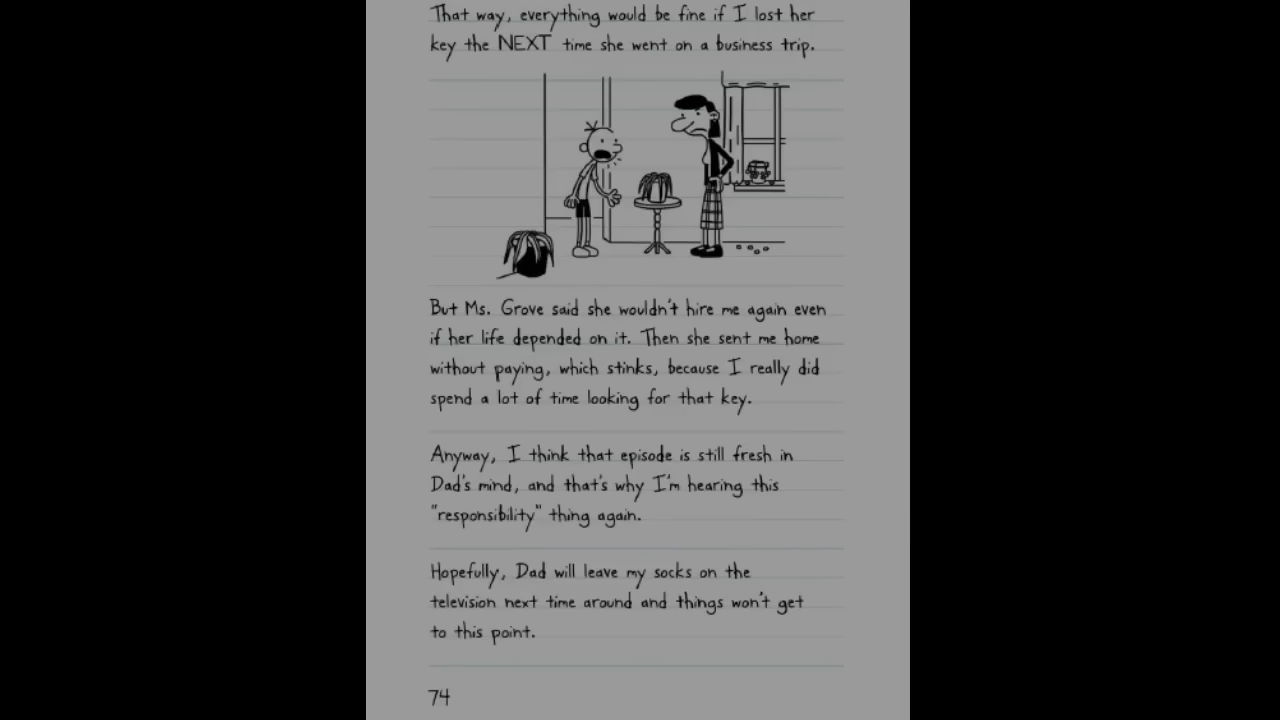 That way, everything would be fine if I lost her
key the NEXT time she went on a business trip.
But Ms. Grove said she wouldn't hire me again even
if her life depended on it. Then she sent me home
without paying, which stinks, because I really did
spend a lot of time looking for that key.
Anyway, I think that episode is still fresh in
Dad's mind, and that's why I'm hearing this
"responsibility" thing again.
Hopefully, Dad will leave my socks on the
television next time around and things won't get
to this point.
74